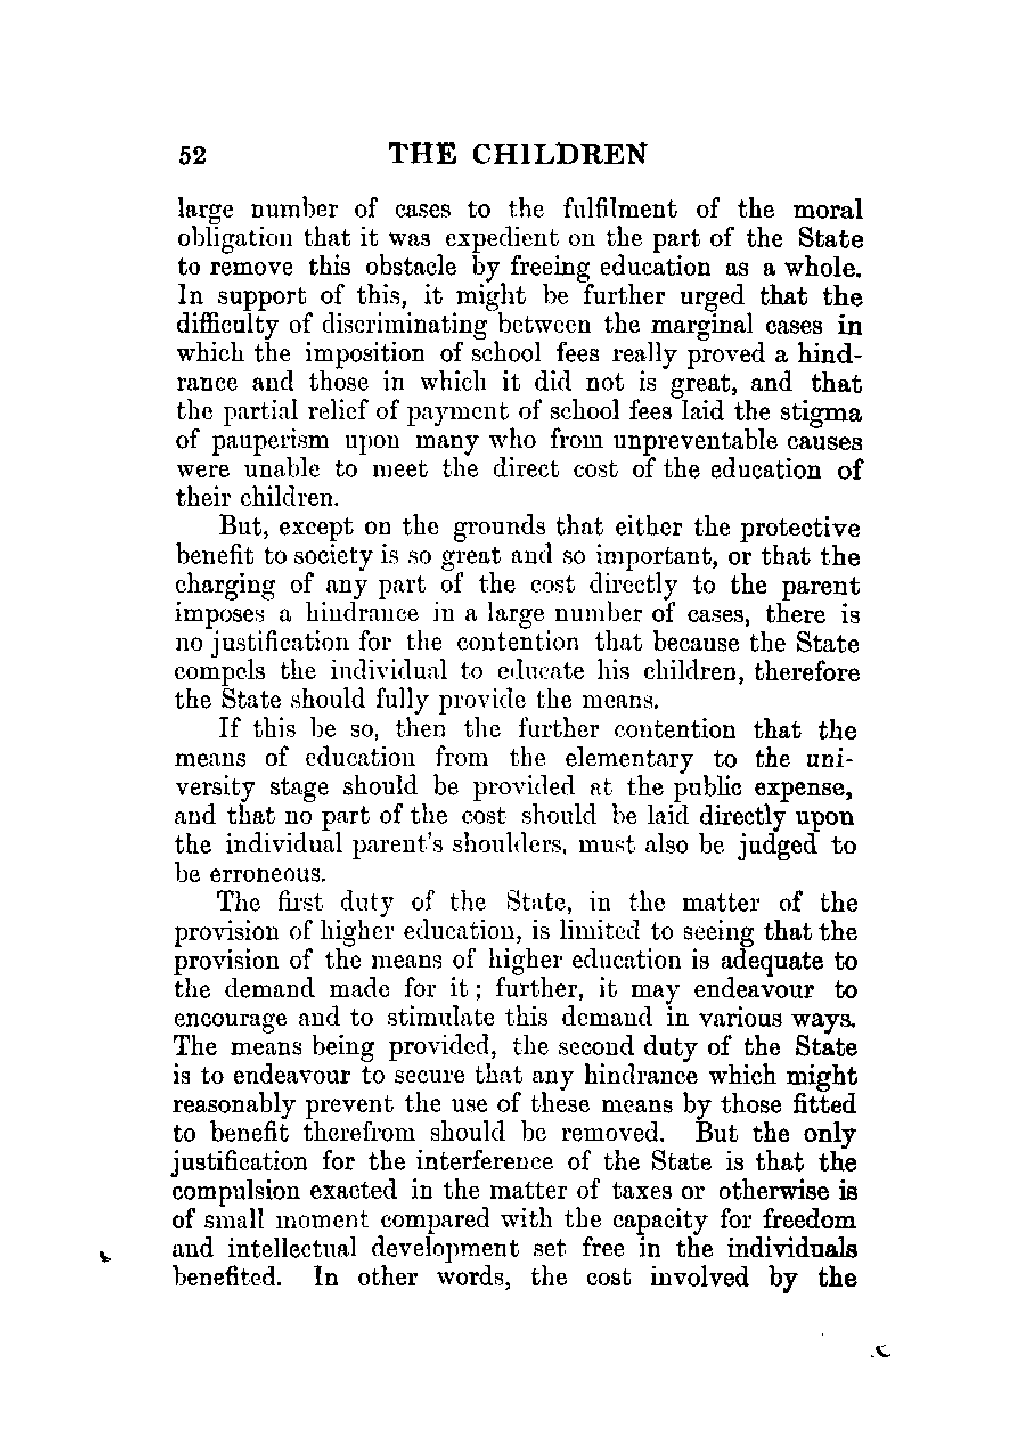 52 THE CHILDREN
large number of cases to the fulfilment of the moral
obligation that it was expedient on the part of the State
to remove this obstacle by freeing education as a whole.
In support of this, it might be further urged that the
difficulty of discriminating between the marginal cases in
which the imposition of school fees really proved a hind-
rance and those in which it did not is great, and that
the partial relief of payment of school fees laid the stigma
of pauperism upon many who from unpreventable causes
were unable to meet the direct cost of the education of
their children.
But, except on the grounds that either the protective
benefit to society is so great and so important, or that the
charging of any part of the cost directly to the parent
imposes a hindrance in a large number of cases, there is
no justification for the contention that because the State
compels the individual to educate his children, therefore
the State should fully provide the means.
If this be so, then the further contention that the
means of education from the elementary to the uni-
versity stage should be provided at the public expense,
and that no part of the cost should be laid directly upon
the individual parent's shoulders, must also be judged to
be erroneous.
The first duty of the State, in the matter of the
provision of higher education, is limited to seeing that the
provision of the means of higher education is adequate to
the demand made for it; further, it may endeavour to
encourage and to stimulate this demand in various ways.
The means being provided, the second duty of the State
is to endeavour to secure that any hindrance which might
reasonably prevent the use of these means by those fitted
to benefit therefrom should be removed. But the only
justification for the interference of the State is that the
compulsion exacted in the matter of taxes or otherwise is
of small moment compared with the capacity for freedom
and intellectual development set free in the individuals
benefited. In other words, the cost involved by the